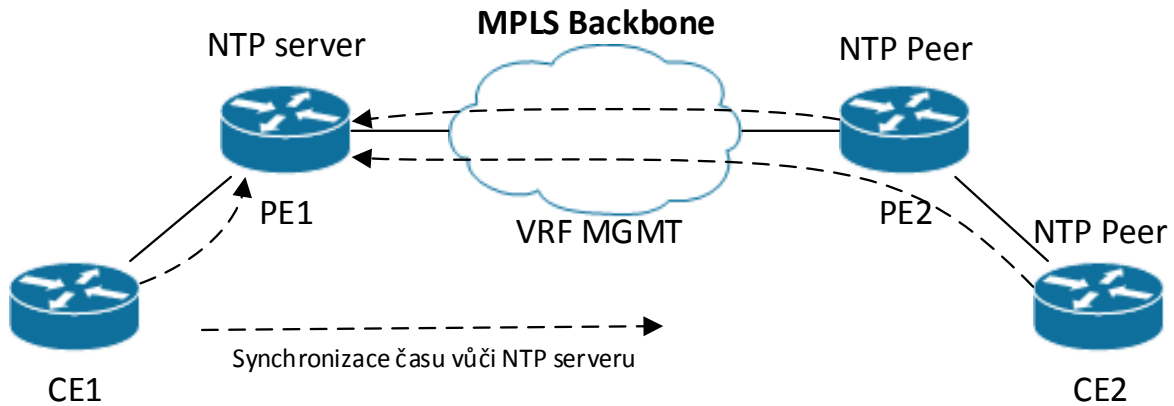 MPLS Backbone
NTP server
NTP Peer
PE1
VRF MGMT
PE2
NTP Peer
Synchronizace času vůči NTP serveru
CE1
CE2